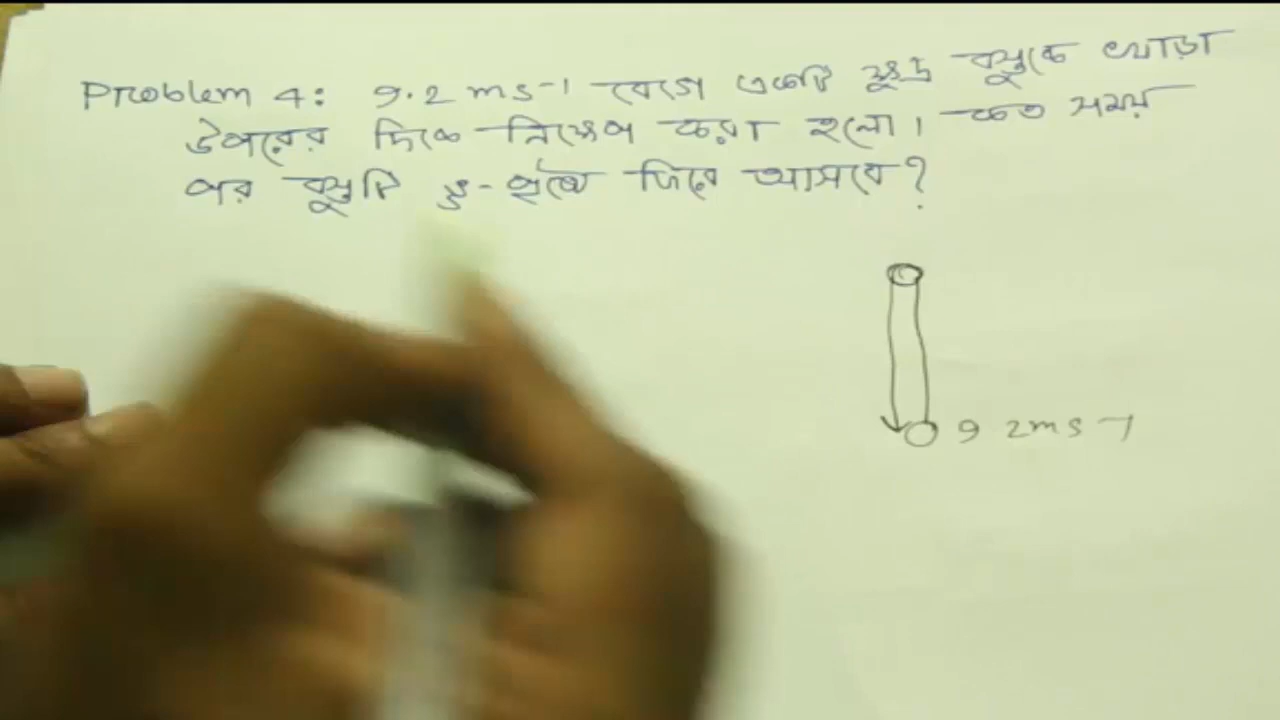 Problem 4: 9.2 ms-1 বেগে একটি ক্ষুদ্র বস্তুকে খাড়া
উপরের দিকে নিক্ষেপ করা হলো। কত সময়
পর বস্তুটি ভূ-পৃষ্ঠে ফিরে আসবে?
9 2ms-1